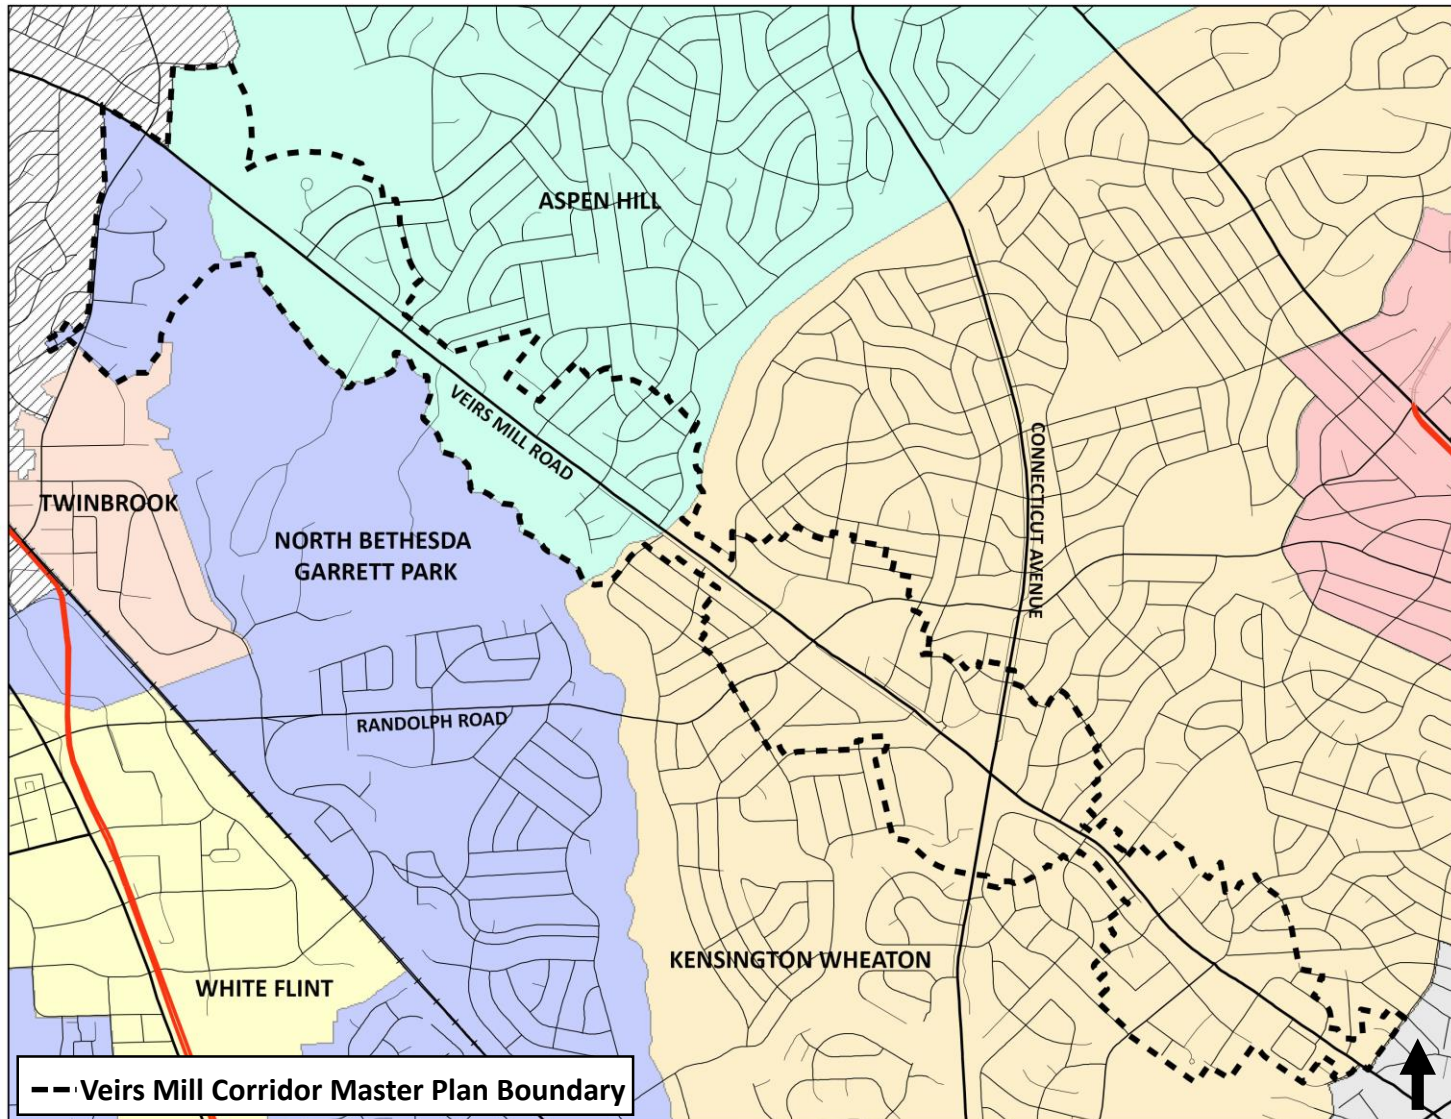 ASPEN HILL
VEIRS MILL ROAD
CONNECTICUT AVENUE
TWINBROOK
NORTH BETHESDA
GARRETT PARK
RANDOLPH ROAD
KENSINGTON WHEATON
WHITE FLINT
Veirs Mill Corridor Master Plan Boundary